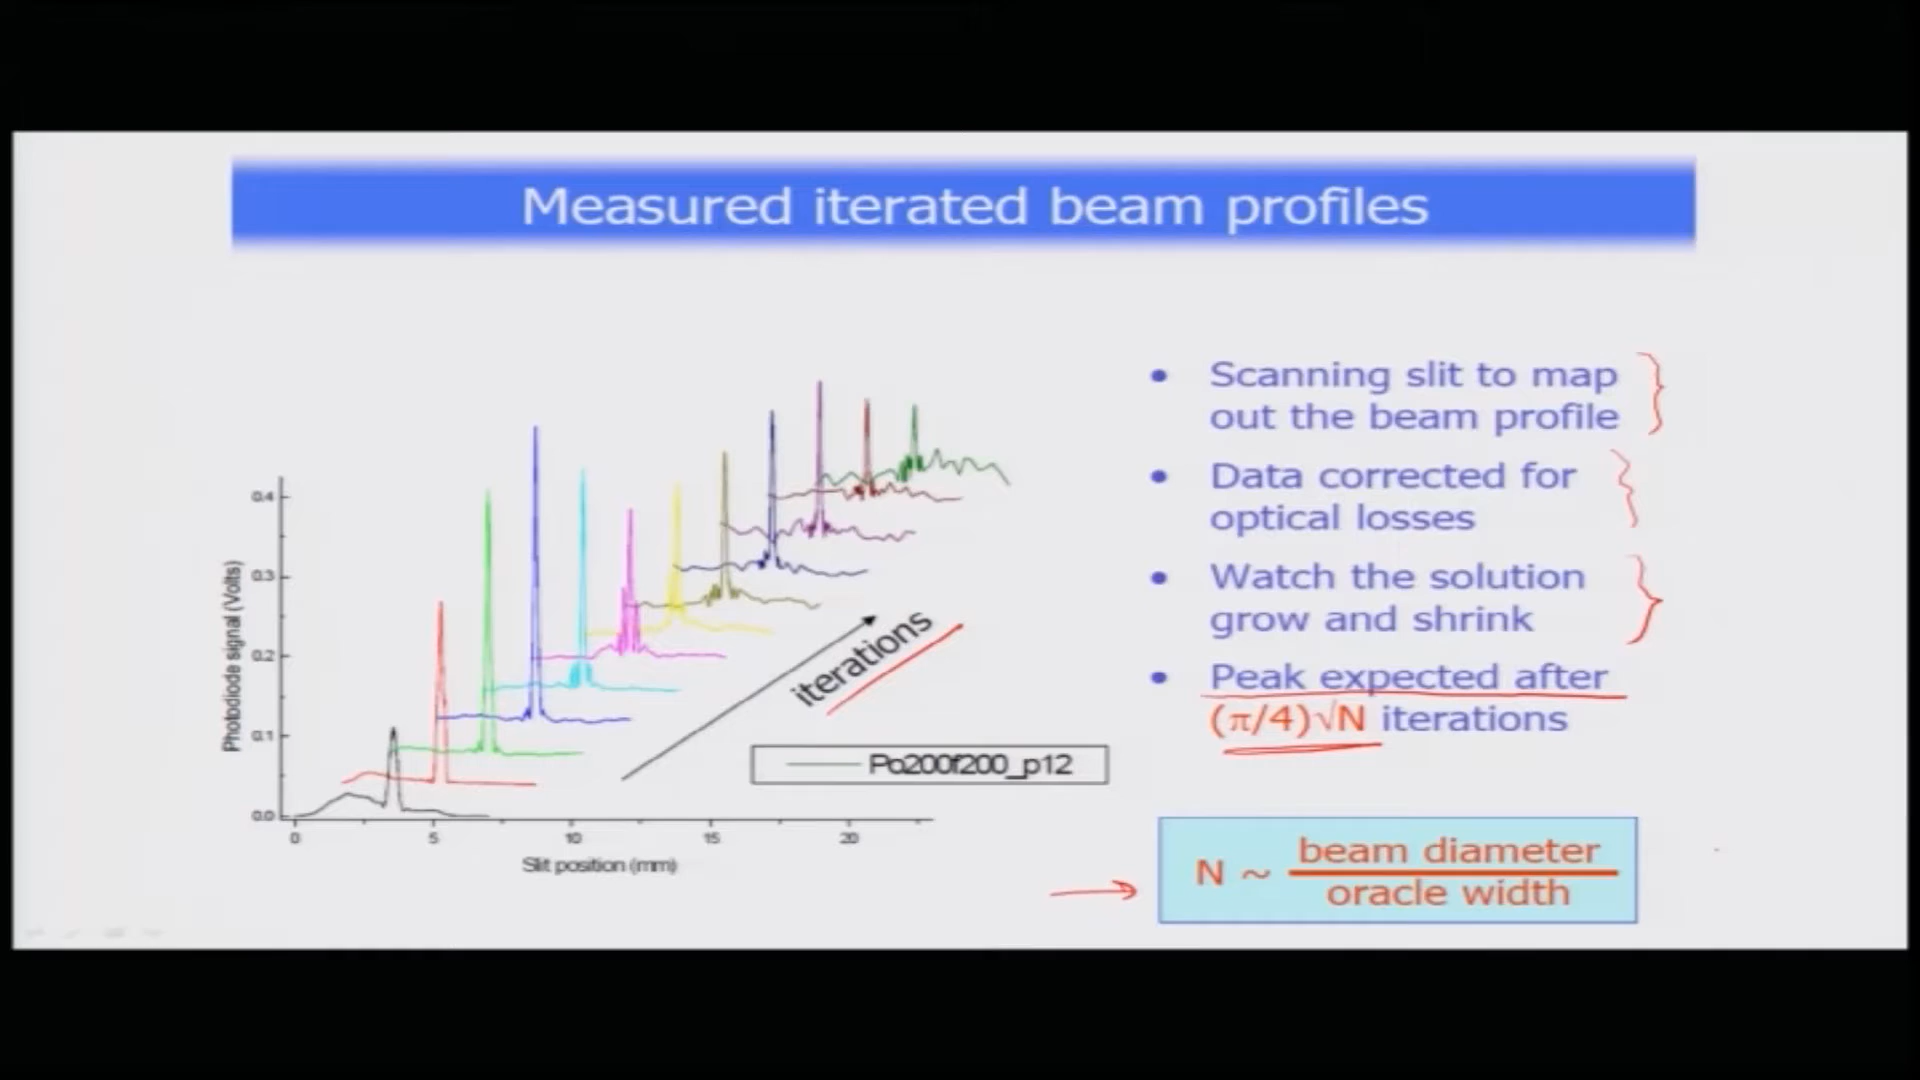 Measured iterated beam profiles
Photodiode signal (Volts)
0.4
0.3
0.2
0.1
0.0
0
5
10
15
20
Slit position (mm)
iterations
Po200f200_p12
• Scanning slit to map
out the beam profile
• Data corrected for
optical losses
• Watch the solution
grow and shrink
• Peak expected after
(π/4)√N iterations
N ~ beam diameter
oracle width